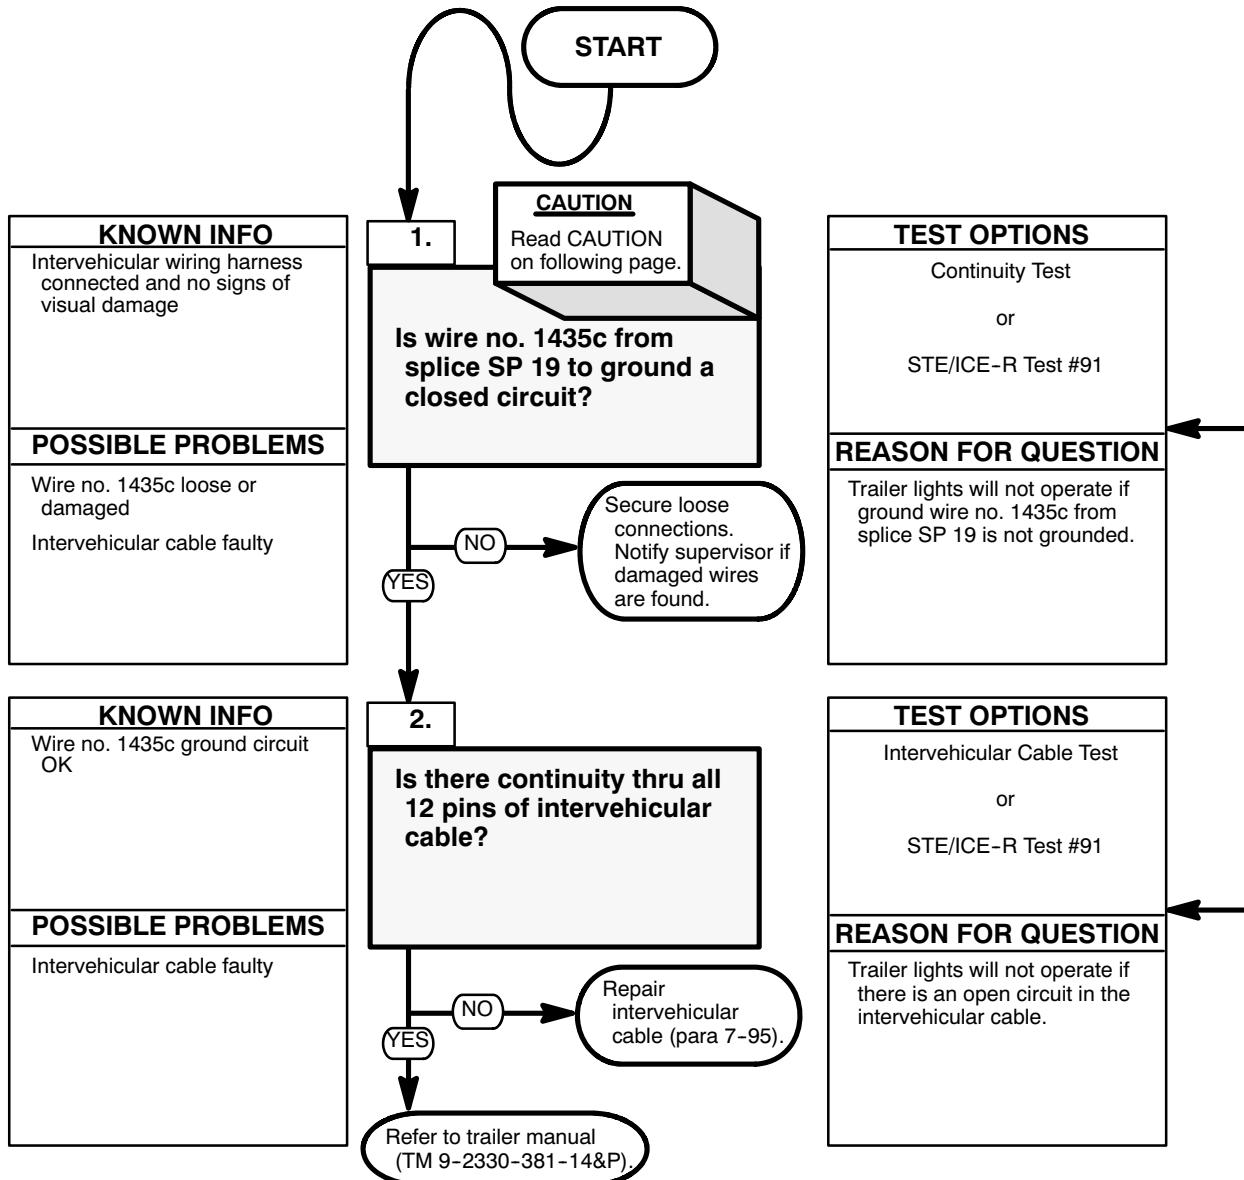 START
CAUTION
Read CAUTION
on following page.
KNOWN INFO
Intervehicular wiring harness
connected and no signs of
visual damage
POSSIBLE PROBLEMS
Wire no. 1435c loose or
damaged
Intervehicular cable faulty
1.
Is wire no. 1435c from
splice SP 19 to ground a
closed circuit?
NO
Secure loose
connections.
Notify supervisor if
damaged wires
are found.
YES
TEST OPTIONS
Continuity Test
or
STE/ICE-R Test #91
REASON FOR QUESTION
Trailer lights will not operate if
ground wire no. 1435c from
splice SP 19 is not grounded.
KNOWN INFO
Wire no. 1435c ground circuit
OK
POSSIBLE PROBLEMS
Intervehicular cable faulty
2.
Is there continuity thru all
12 pins of intervehicular
cable?
NO
Repair
intervehicular
cable (para 7-95).
YES
Refer to trailer manual
(TM 9-2330-381-14&P).
TEST OPTIONS
Intervehicular Cable Test
or
STE/ICE-R Test #91
REASON FOR QUESTION
Trailer lights will not operate if
there is an open circuit in the
intervehicular cable.